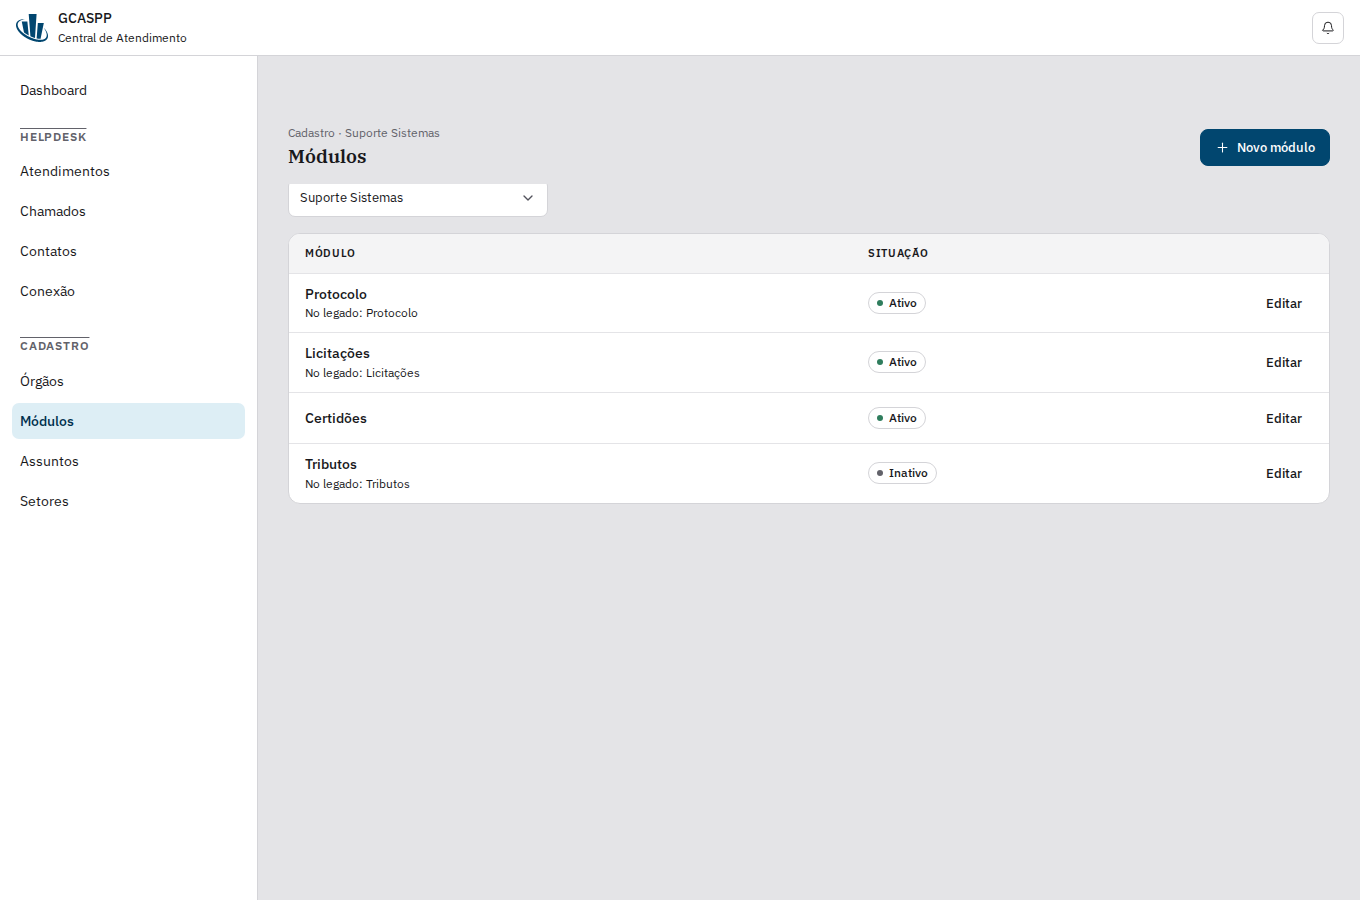 GCASPP
Central de Atendimento
Dashboard
HELPDESK
Atendimentos
Chamados
Contatos
Conexão
CADASTRO
Órgãos
Módulos
Assuntos
Setores
Cadastro · Suporte Sistemas
Módulos
Novo módulo
Suporte Sistemas
MÓDULO SITUAÇÃO
Protocolo
No legado: Protocolo
Ativo
Editar
Licitações
No legado: Licitações
Ativo
Editar
Certidões
Ativo
Editar
Tributos
No legado: Tributos
Inativo
Editar